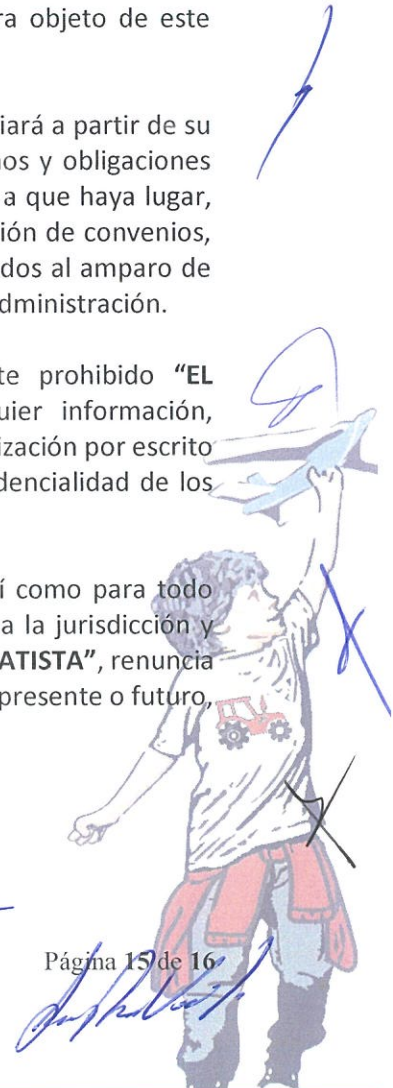 ra objeto de este
iará a partir de su
nos y obligaciones
a que haya lugar,
ión de convenios,
dos al amparo de
dministración.
te prohibido "EL
uier información,
ización por escrito
dencialidad de los
í como para todo
a la jurisdicción y
ATISTA", renuncia
presente o futuro,
Página 15 de 16